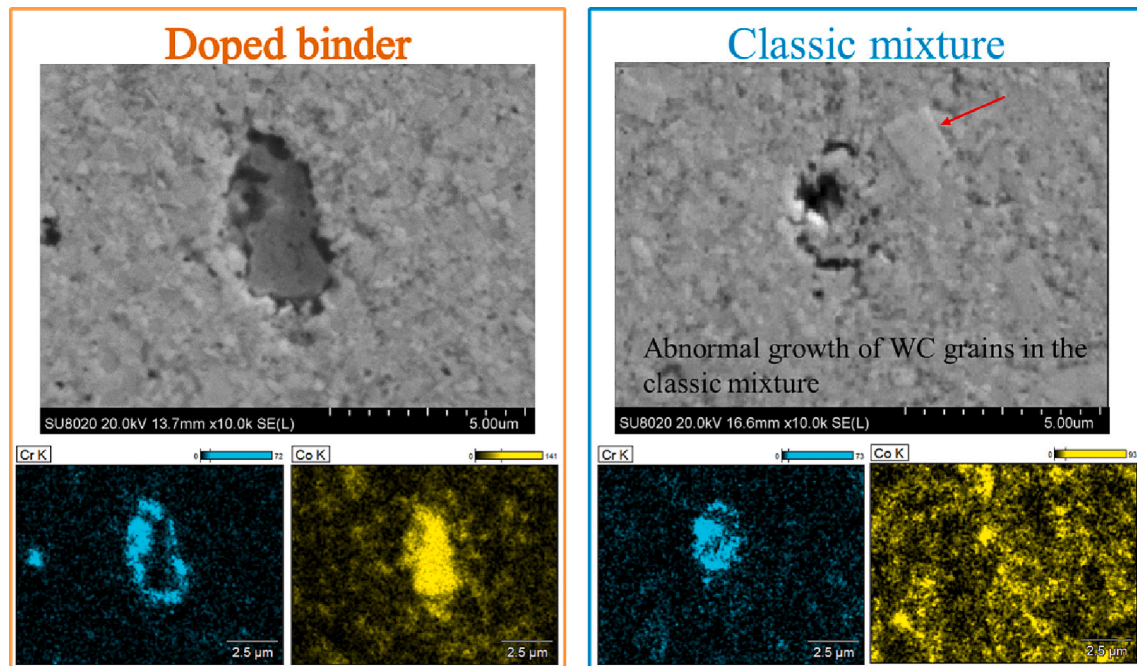 Doped binder
SU8020 20.0kV 13.7mm x10.0k SE(L)
5.00um
Cr K
0
72
Co K
0
141
2.5 µm
2.5 µm
Classic mixture
Abnormal growth of WC grains in the
classic mixture
SU8020 20.0kV 16.6mm x10.0k SE(L)
5.00um
Cr K
0
73
Co K
0
93
2.5 µm
2.5 µm